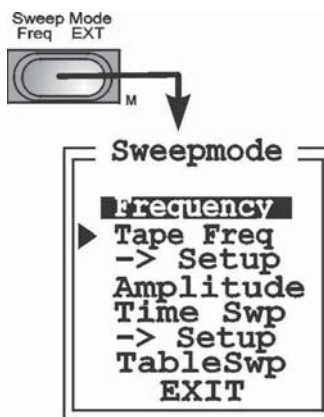 Sweep Mode
Freq EXT
M
Sweepmode
Frequency
Tape Freq
-> Setup
Amplitude
Time Swp
-> Setup
TableSwp
EXIT